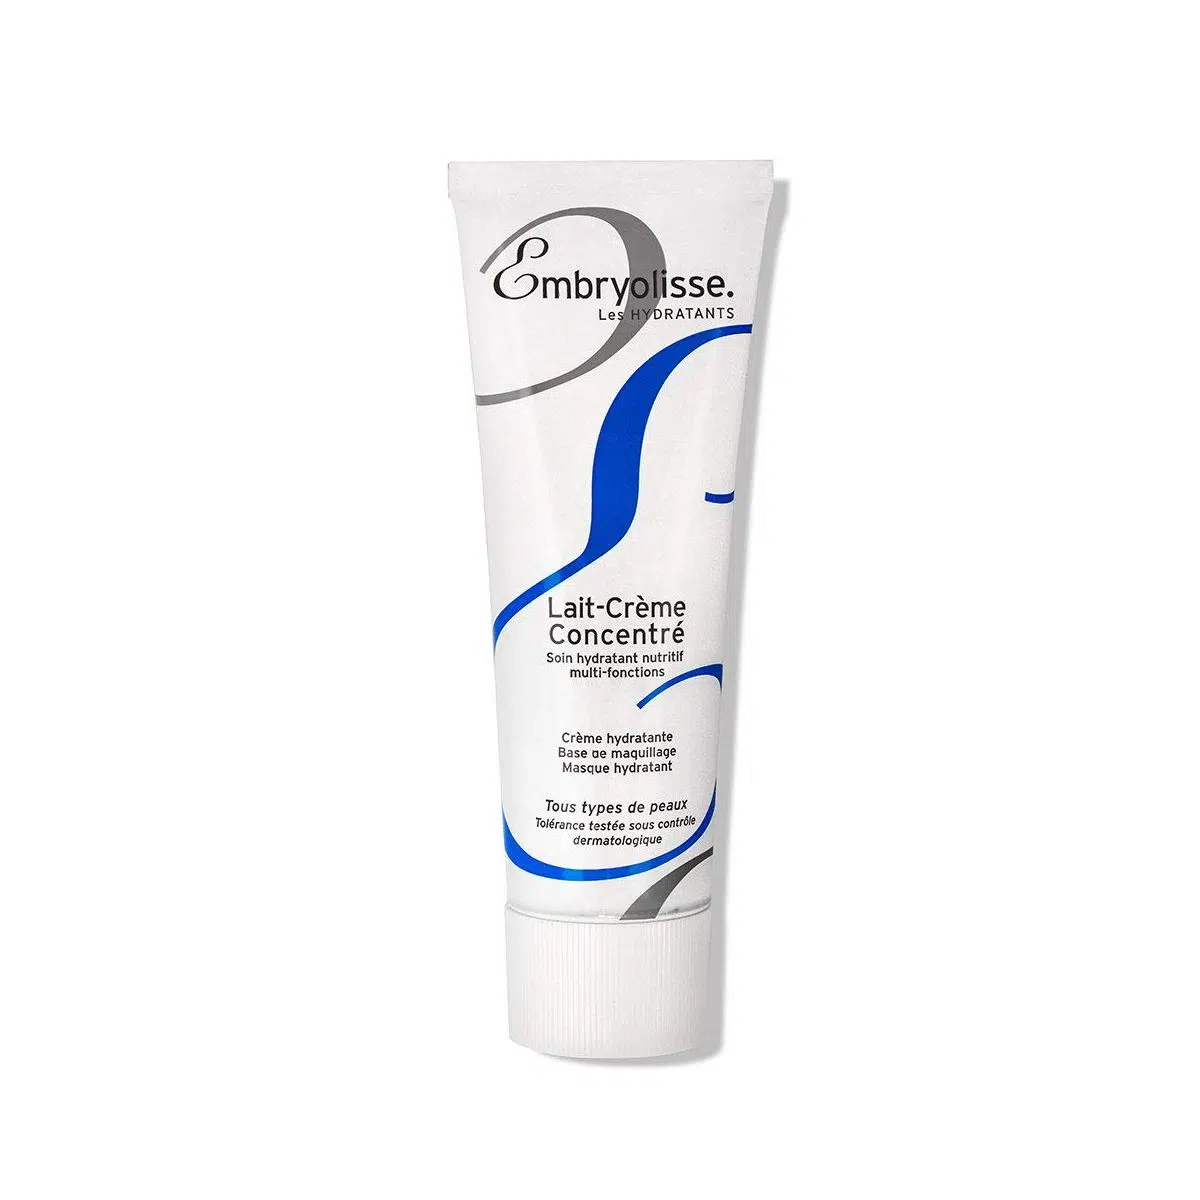 Embryolisse.
Les HYDRATANTS
Lait-Crème
Concentré
Soin hydratant nutritif
multi-fonctions
Crème hydratante
Base de maquillage
Masque hydratant
Tous types de peaux
Tolérance testée sous contrôle
dermatologique